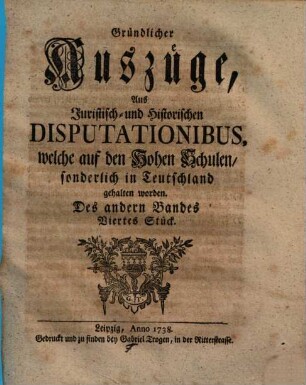 Gründlicher
Auszüge,
Aus
Juristisch-und Historischen
DISPUTATIONIBUS,
welche auf den Hohen Schulen/
sonderlich in Teutschland
gehalten worden.
Des andern Bandes
Viertes Stück.
Leipzig, Anno 1738.
Gedruckt und zu finden bey Gabriel Trogen, in der Ritterstrasse.